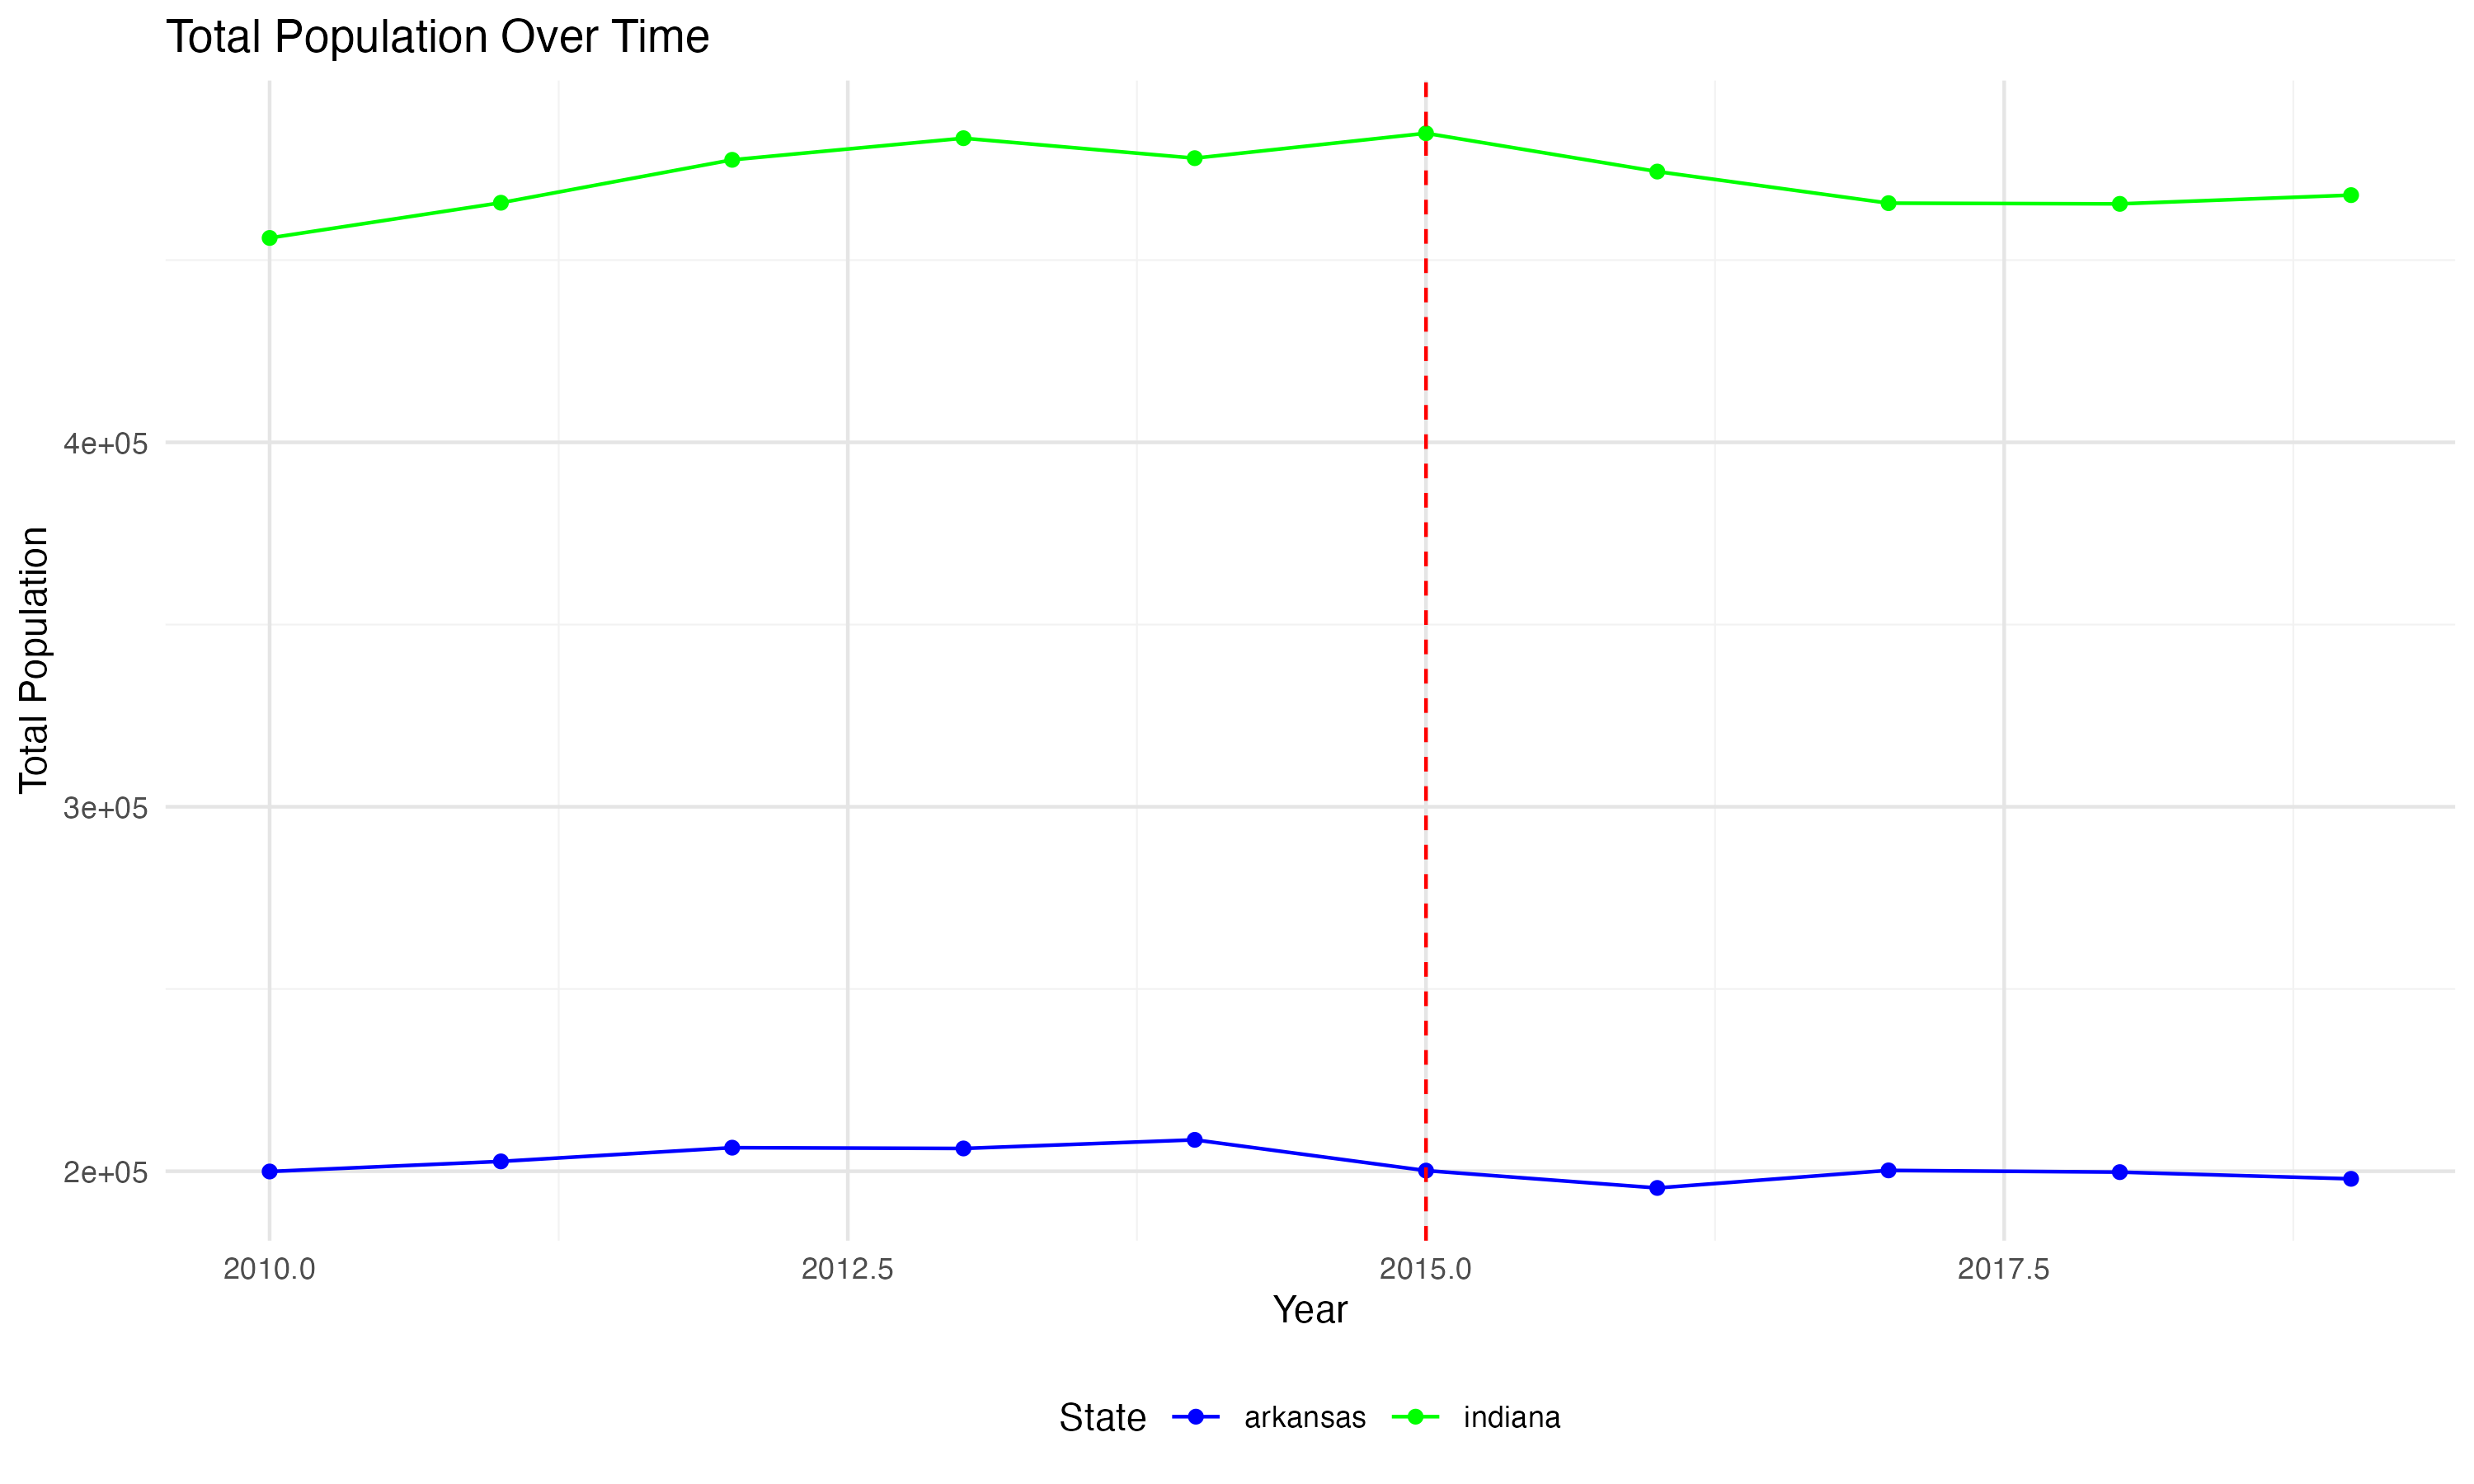 Total Population Over Time
Total Population
4e+05
3e+05
2e+05
2010.0 2012.5 2015.0 2017.5
Year
State arkansas indiana